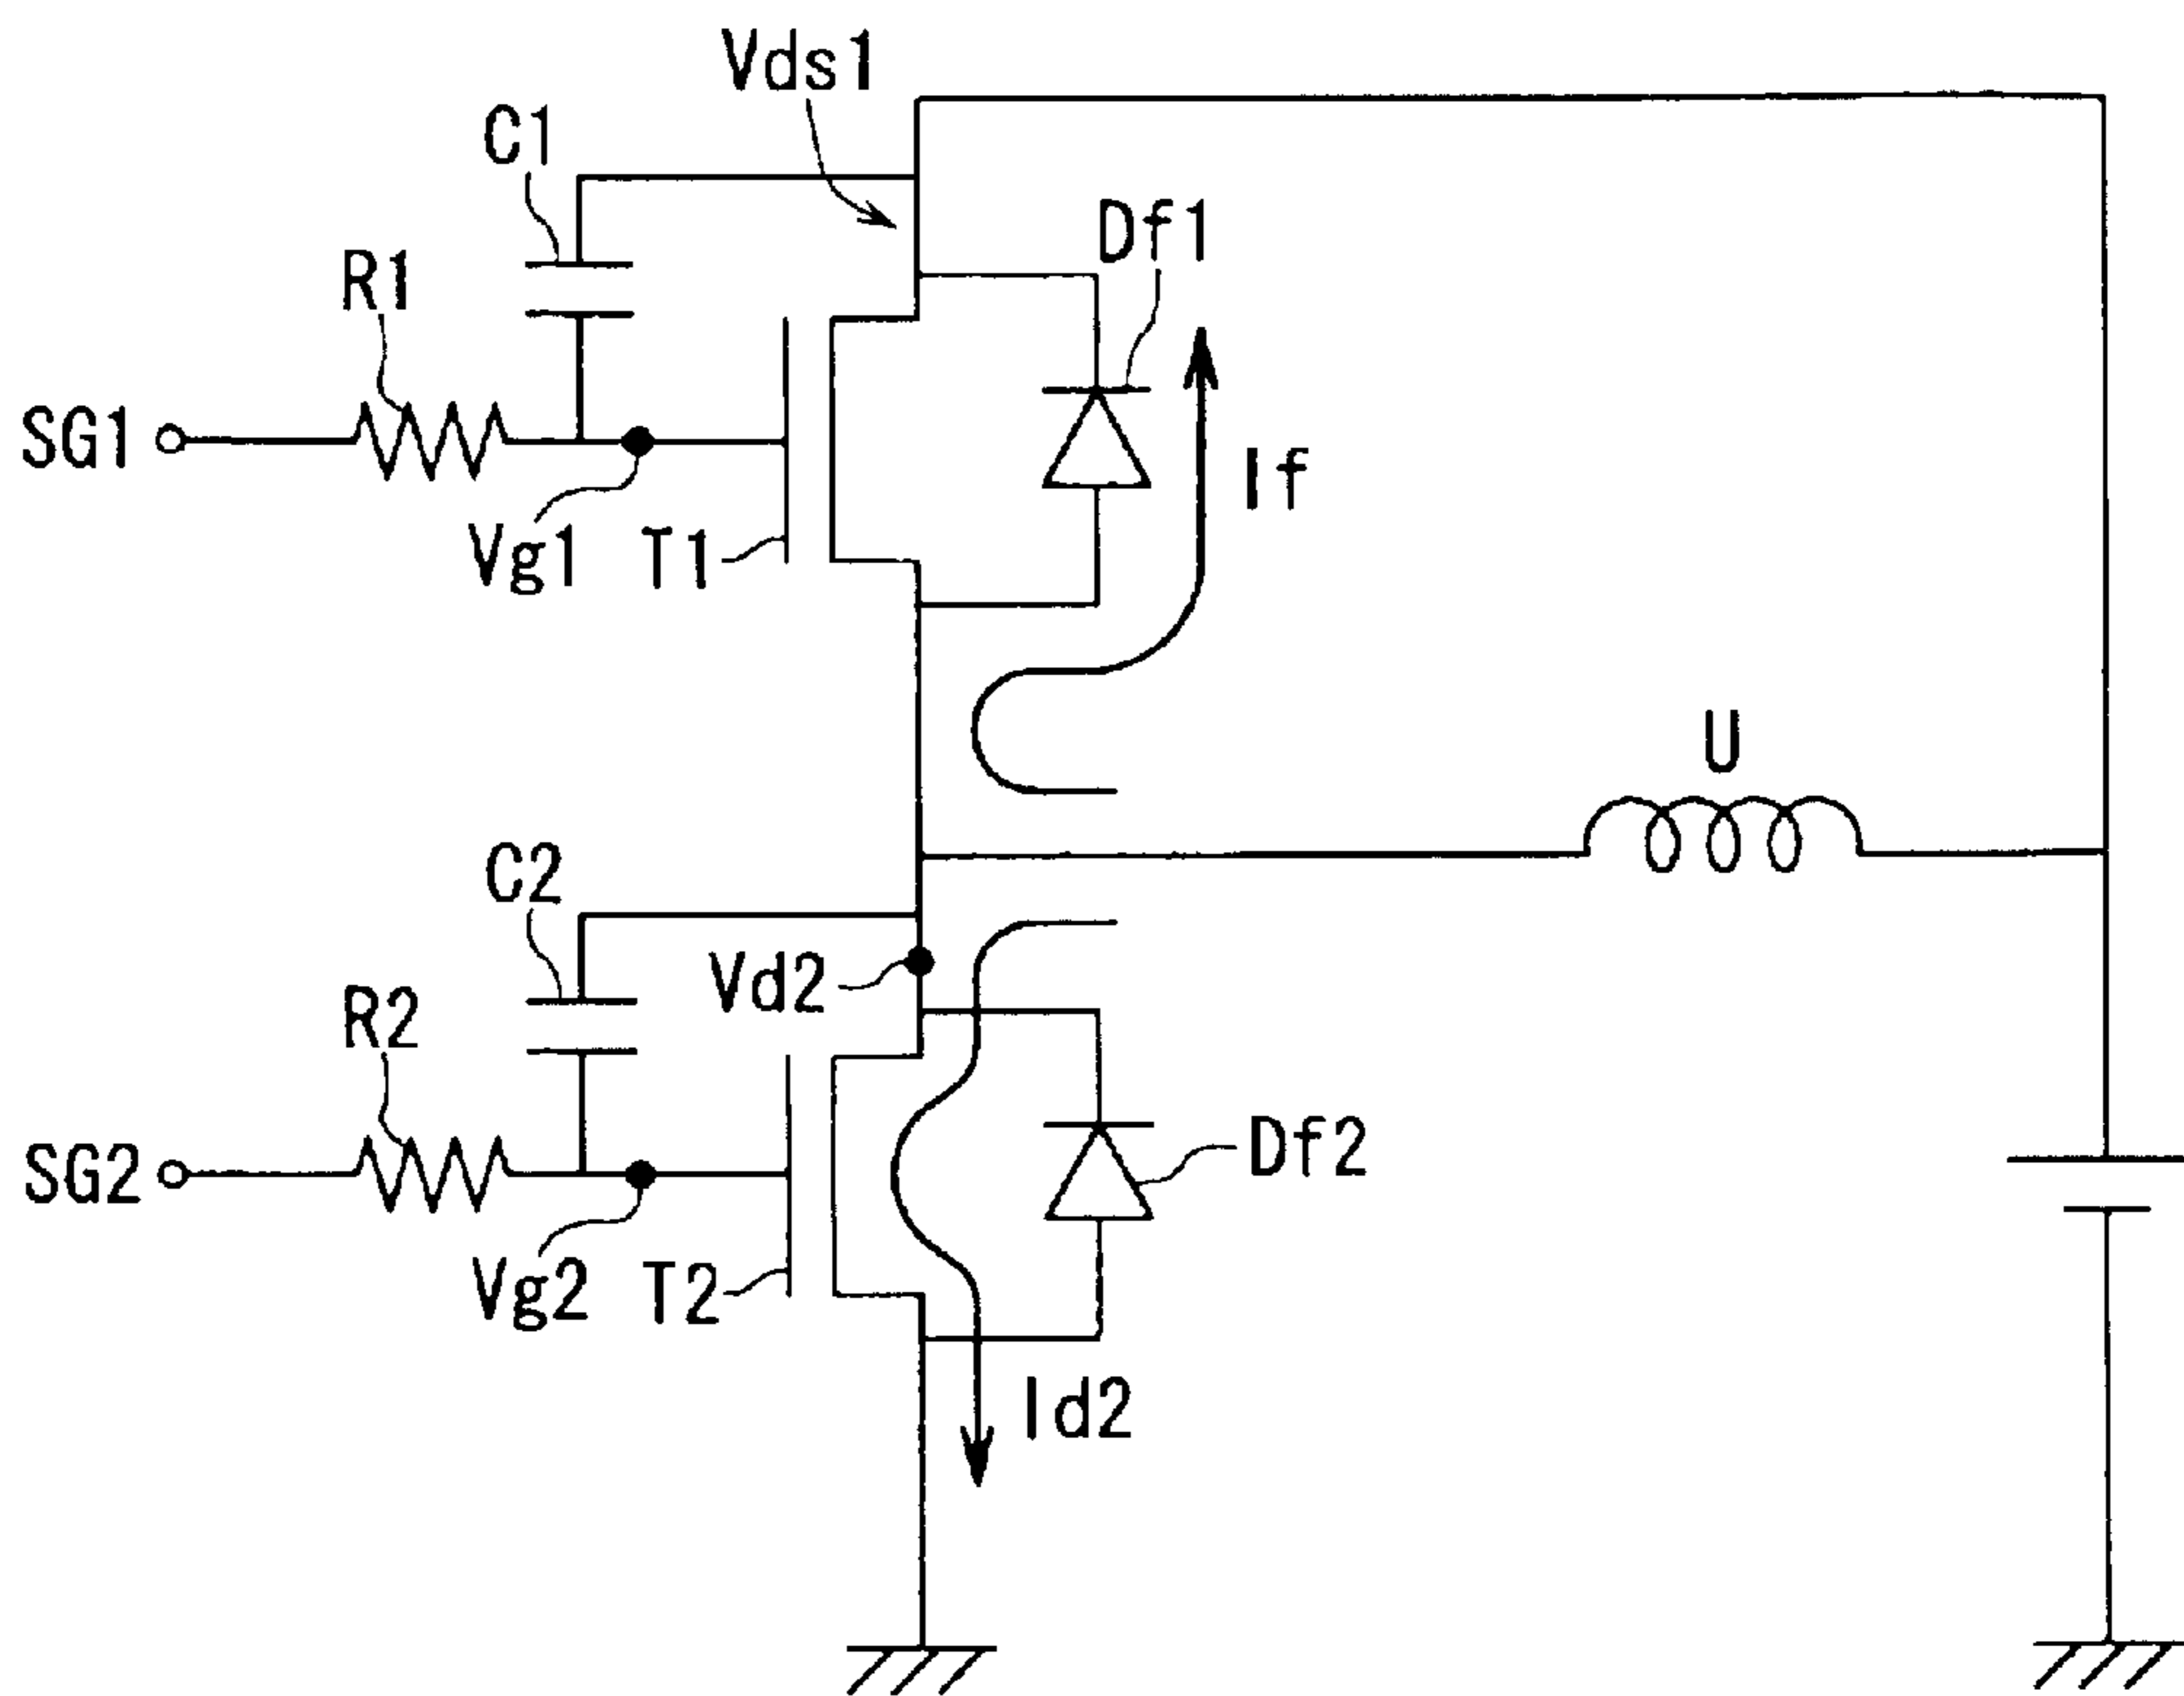 Vds1
C1
Df1
R1
SG1
If
Vg1
T1
U
C2
Vd2
R2
Df2
SG2
Vg2
T2
Id2